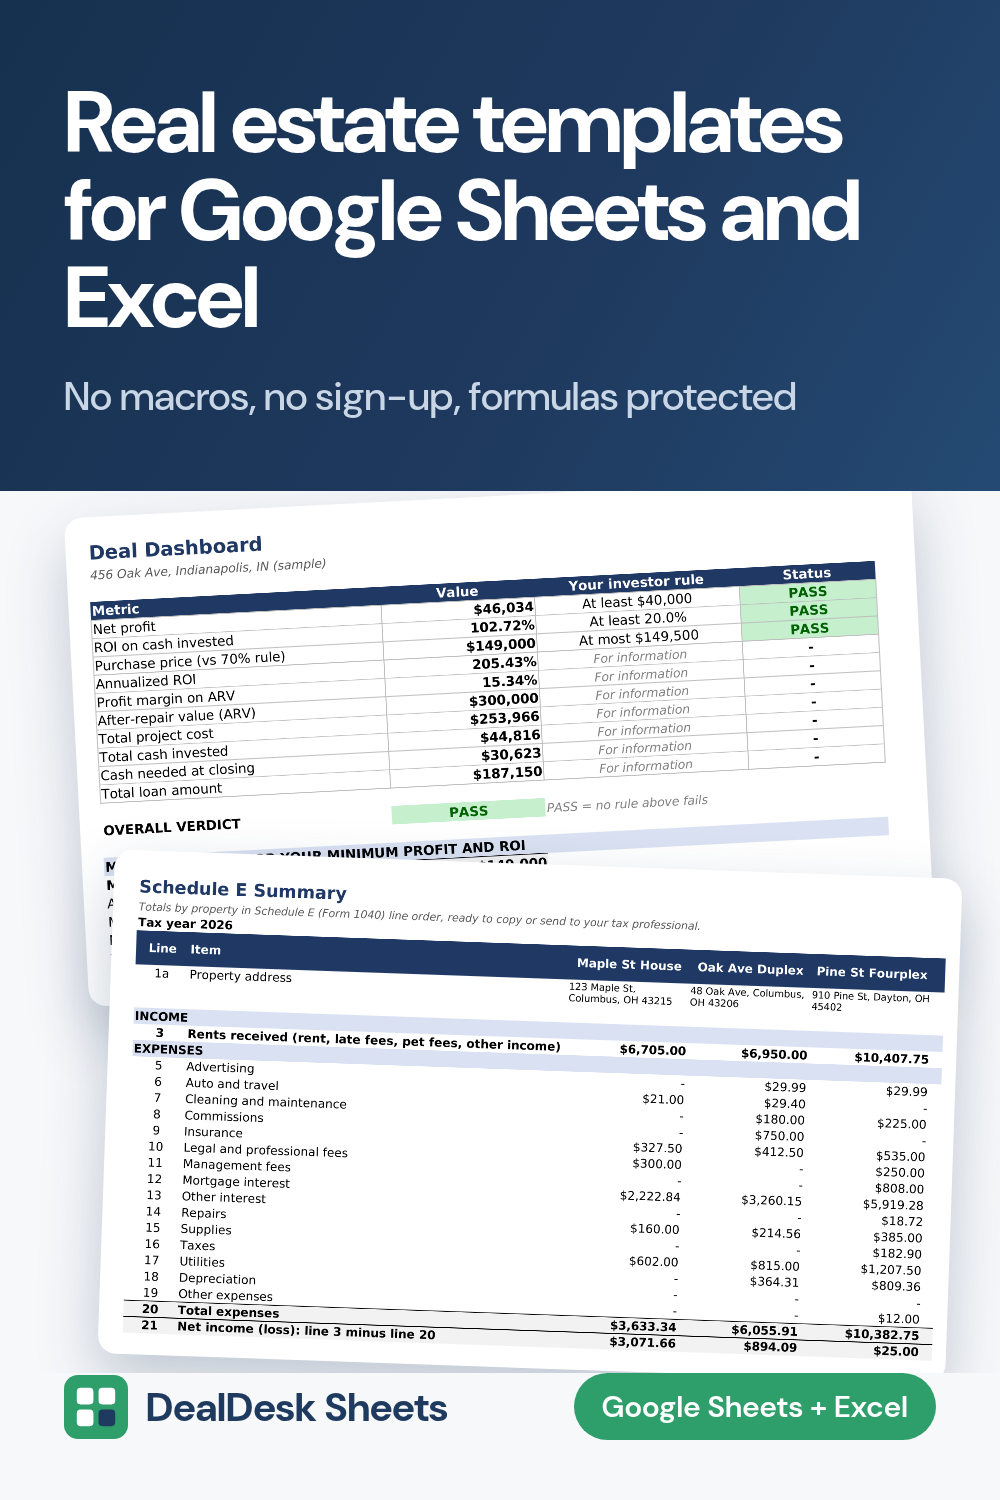 Real estate templates
for Google Sheets and
Excel
No macros, no sign-up, formulas protected
Deal Dashboard
456 Oak Ave, Indianapolis, IN (sample)
Metric Value Your investor rule Status
Net profit $46,034 At least $40,000 PASS
ROI on cash invested 102.72% At least 20.0% PASS
Purchase price (vs 70% rule) $149,000 At most $149,500 PASS
Annualized ROI 205.43% For information -
Profit margin on ARV 15.34% For information -
After-repair value (ARV) $300,000 For information -
Total project cost $253,966 For information -
Total cash invested $44,816 For information -
Cash needed at closing $30,623 For information -
Total loan amount $187,150 For information -
OVERALL VERDICT PASS PASS = no rule above fails
YOUR MINIMUM PROFIT AND ROI
Schedule E Summary
Totals by property in Schedule E (Form 1040) line order, ready to copy or send to your tax professional.
Tax year 2026
Line Item Maple St House Oak Ave Duplex Pine St Fourplex
1a Property address 123 Maple St, Columbus, OH 43215 48 Oak Ave, Columbus, OH 43206 910 Pine St, Dayton, OH 45402
INCOME
3 Rents received (rent, late fees, pet fees, other income) $6,705.00 $6,950.00 $10,407.75
EXPENSES
5 Advertising - $29.99 $29.99
6 Auto and travel $21.00 $29.40 -
7 Cleaning and maintenance - $180.00 $225.00
8 Commissions - $750.00 -
9 Insurance $327.50 $412.50 $535.00
10 Legal and professional fees $300.00 - $250.00
11 Management fees - - $808.00
12 Mortgage interest $2,222.84 $3,260.15 $5,919.28
13 Other interest - - $18.72
14 Repairs $160.00 $214.56 $385.00
15 Supplies - - $182.90
16 Taxes $602.00 $815.00 $1,207.50
17 Utilities - $364.31 $809.36
18 Depreciation - - -
19 Other expenses - - $12.00
20 Total expenses $3,633.34 $6,055.91 $10,382.75
21 Net income (loss): line 3 minus line 20 $3,071.66 $894.09 $25.00
DealDesk Sheets
Google Sheets + Excel